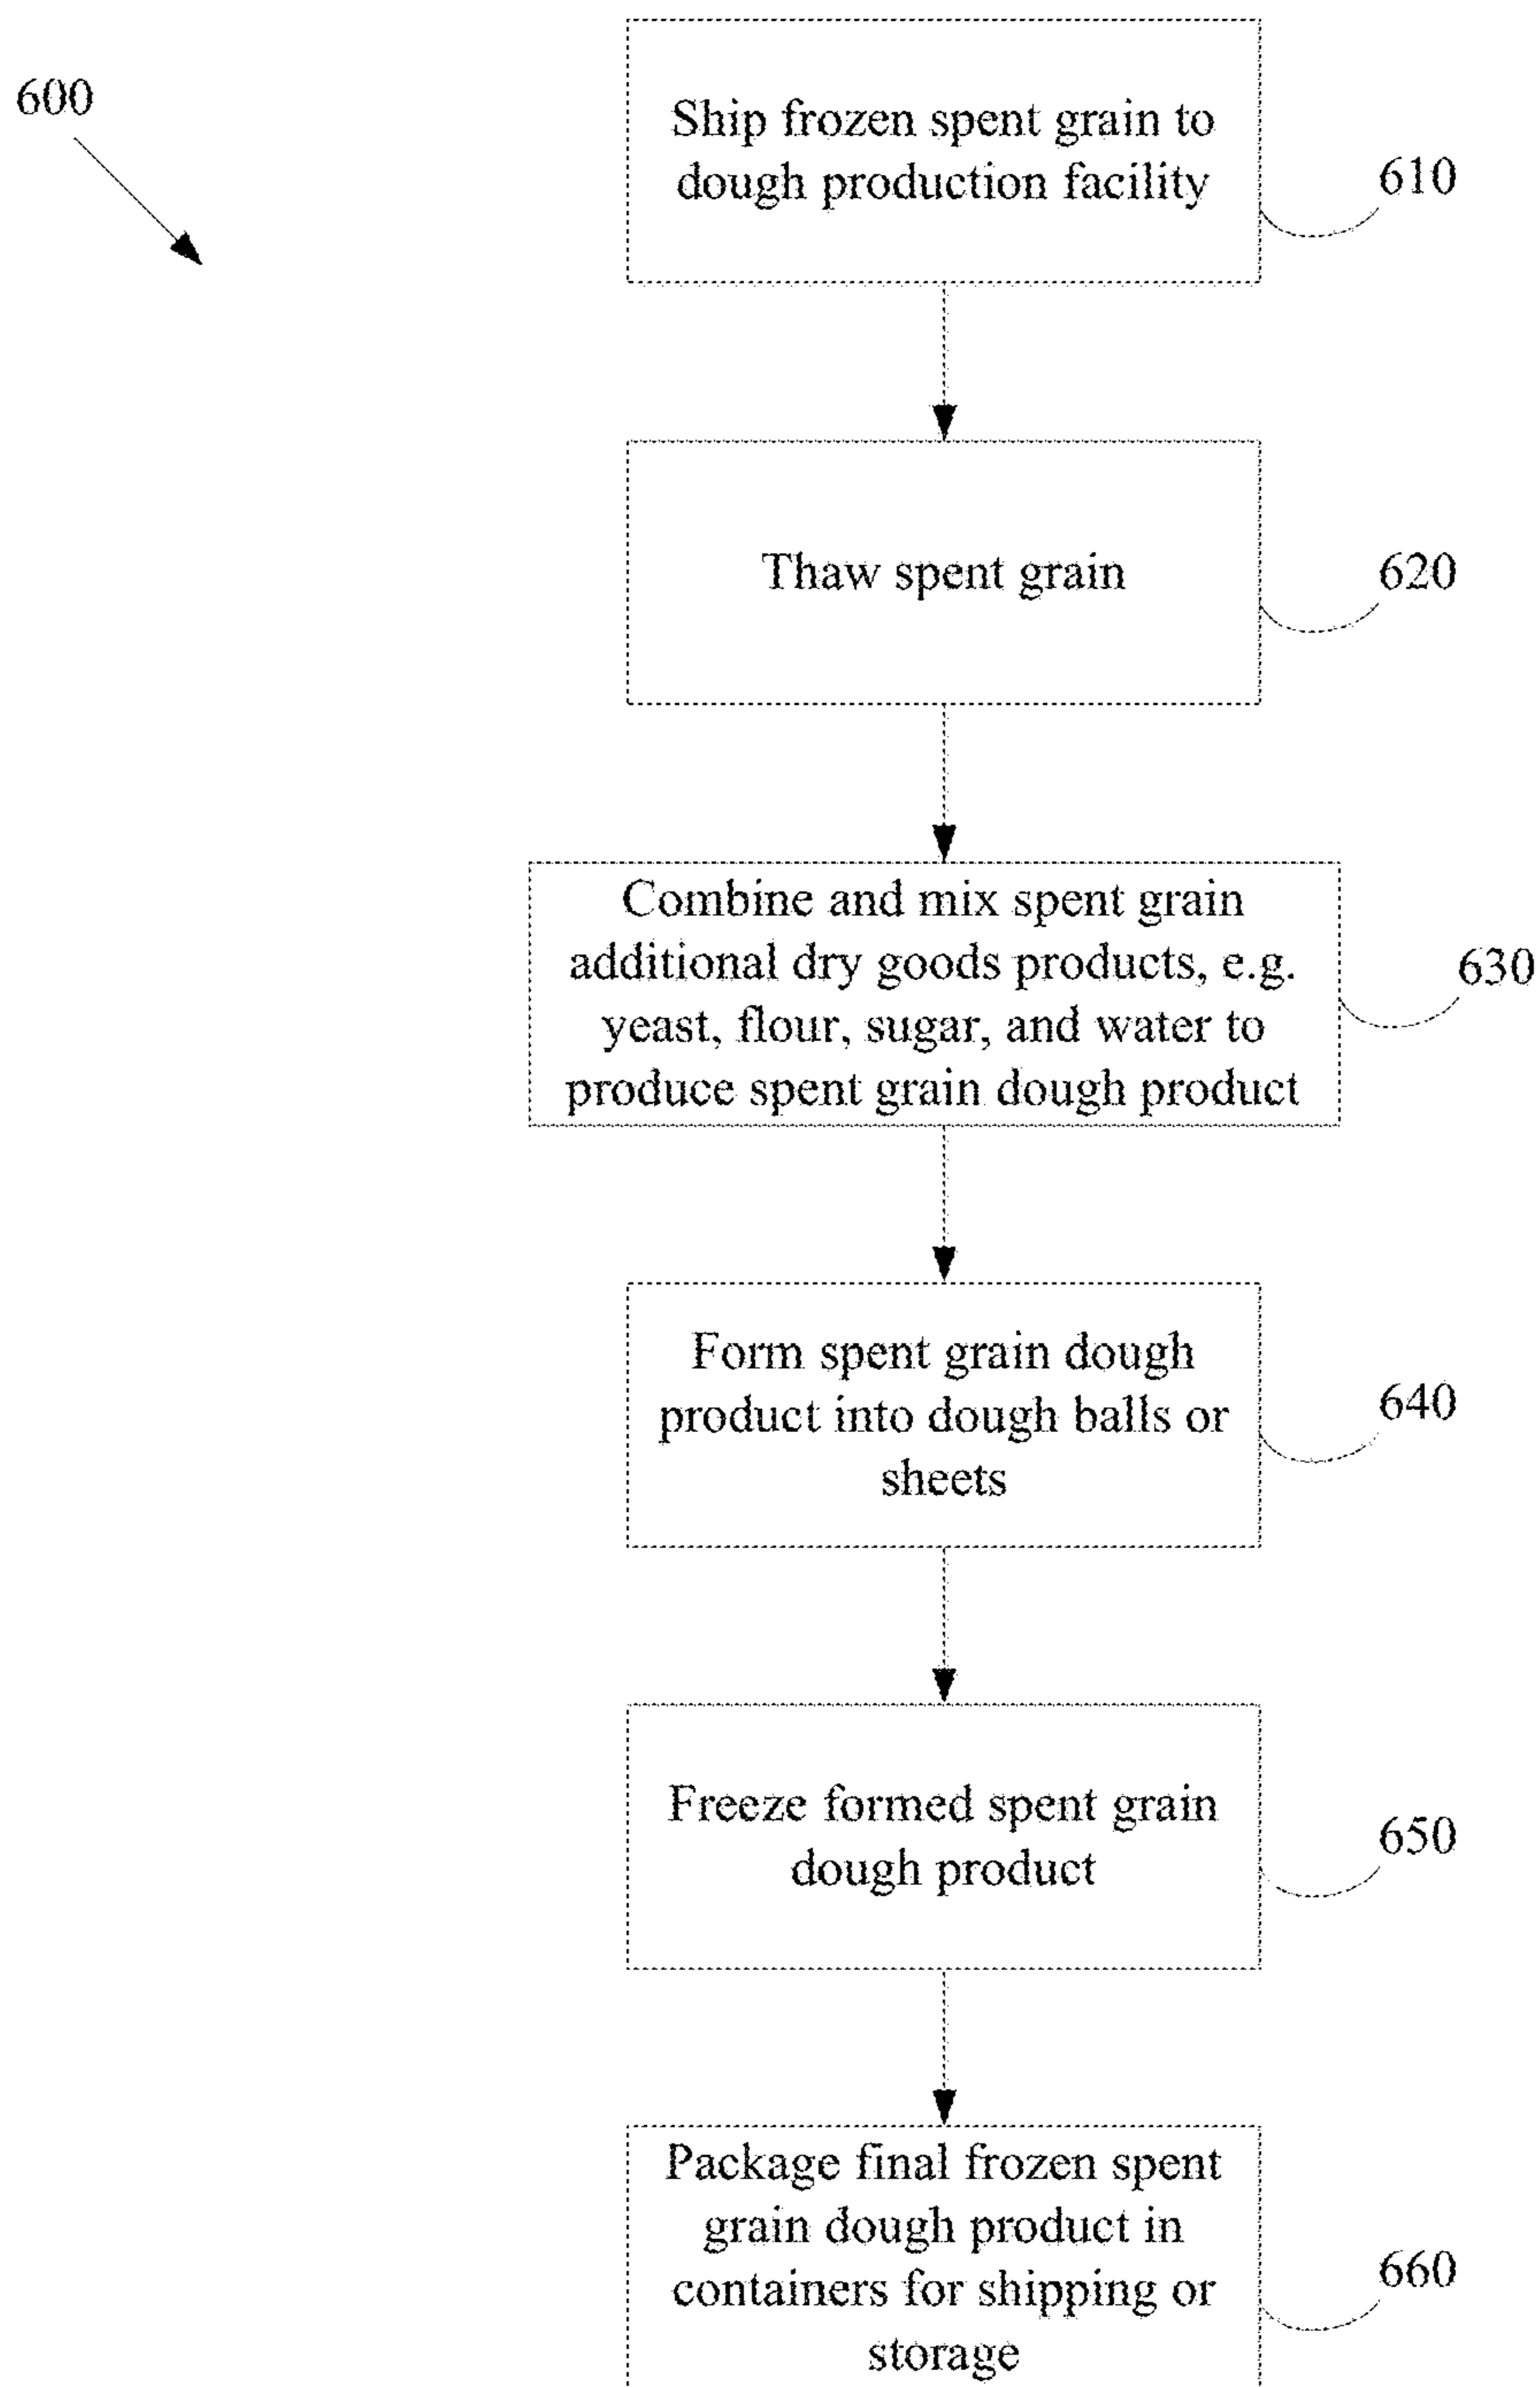 600
Ship frozen spent grain to
dough production facility
610
Thaw spent grain
620
Combine and mix spent grain
additional dry goods products, e.g.
yeast, flour, sugar, and water to
produce spent grain dough product
630
Form spent grain dough
product into dough balls or
sheets
640
Freeze formed spent grain
dough product
650
Package final frozen spent
grain dough product in
containers for shipping or
storage
660